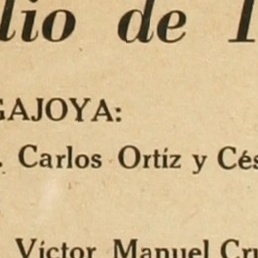 lio de
GAJOYA:
. Carlos Ortíz y Cés
. Víctor Manuel Cru